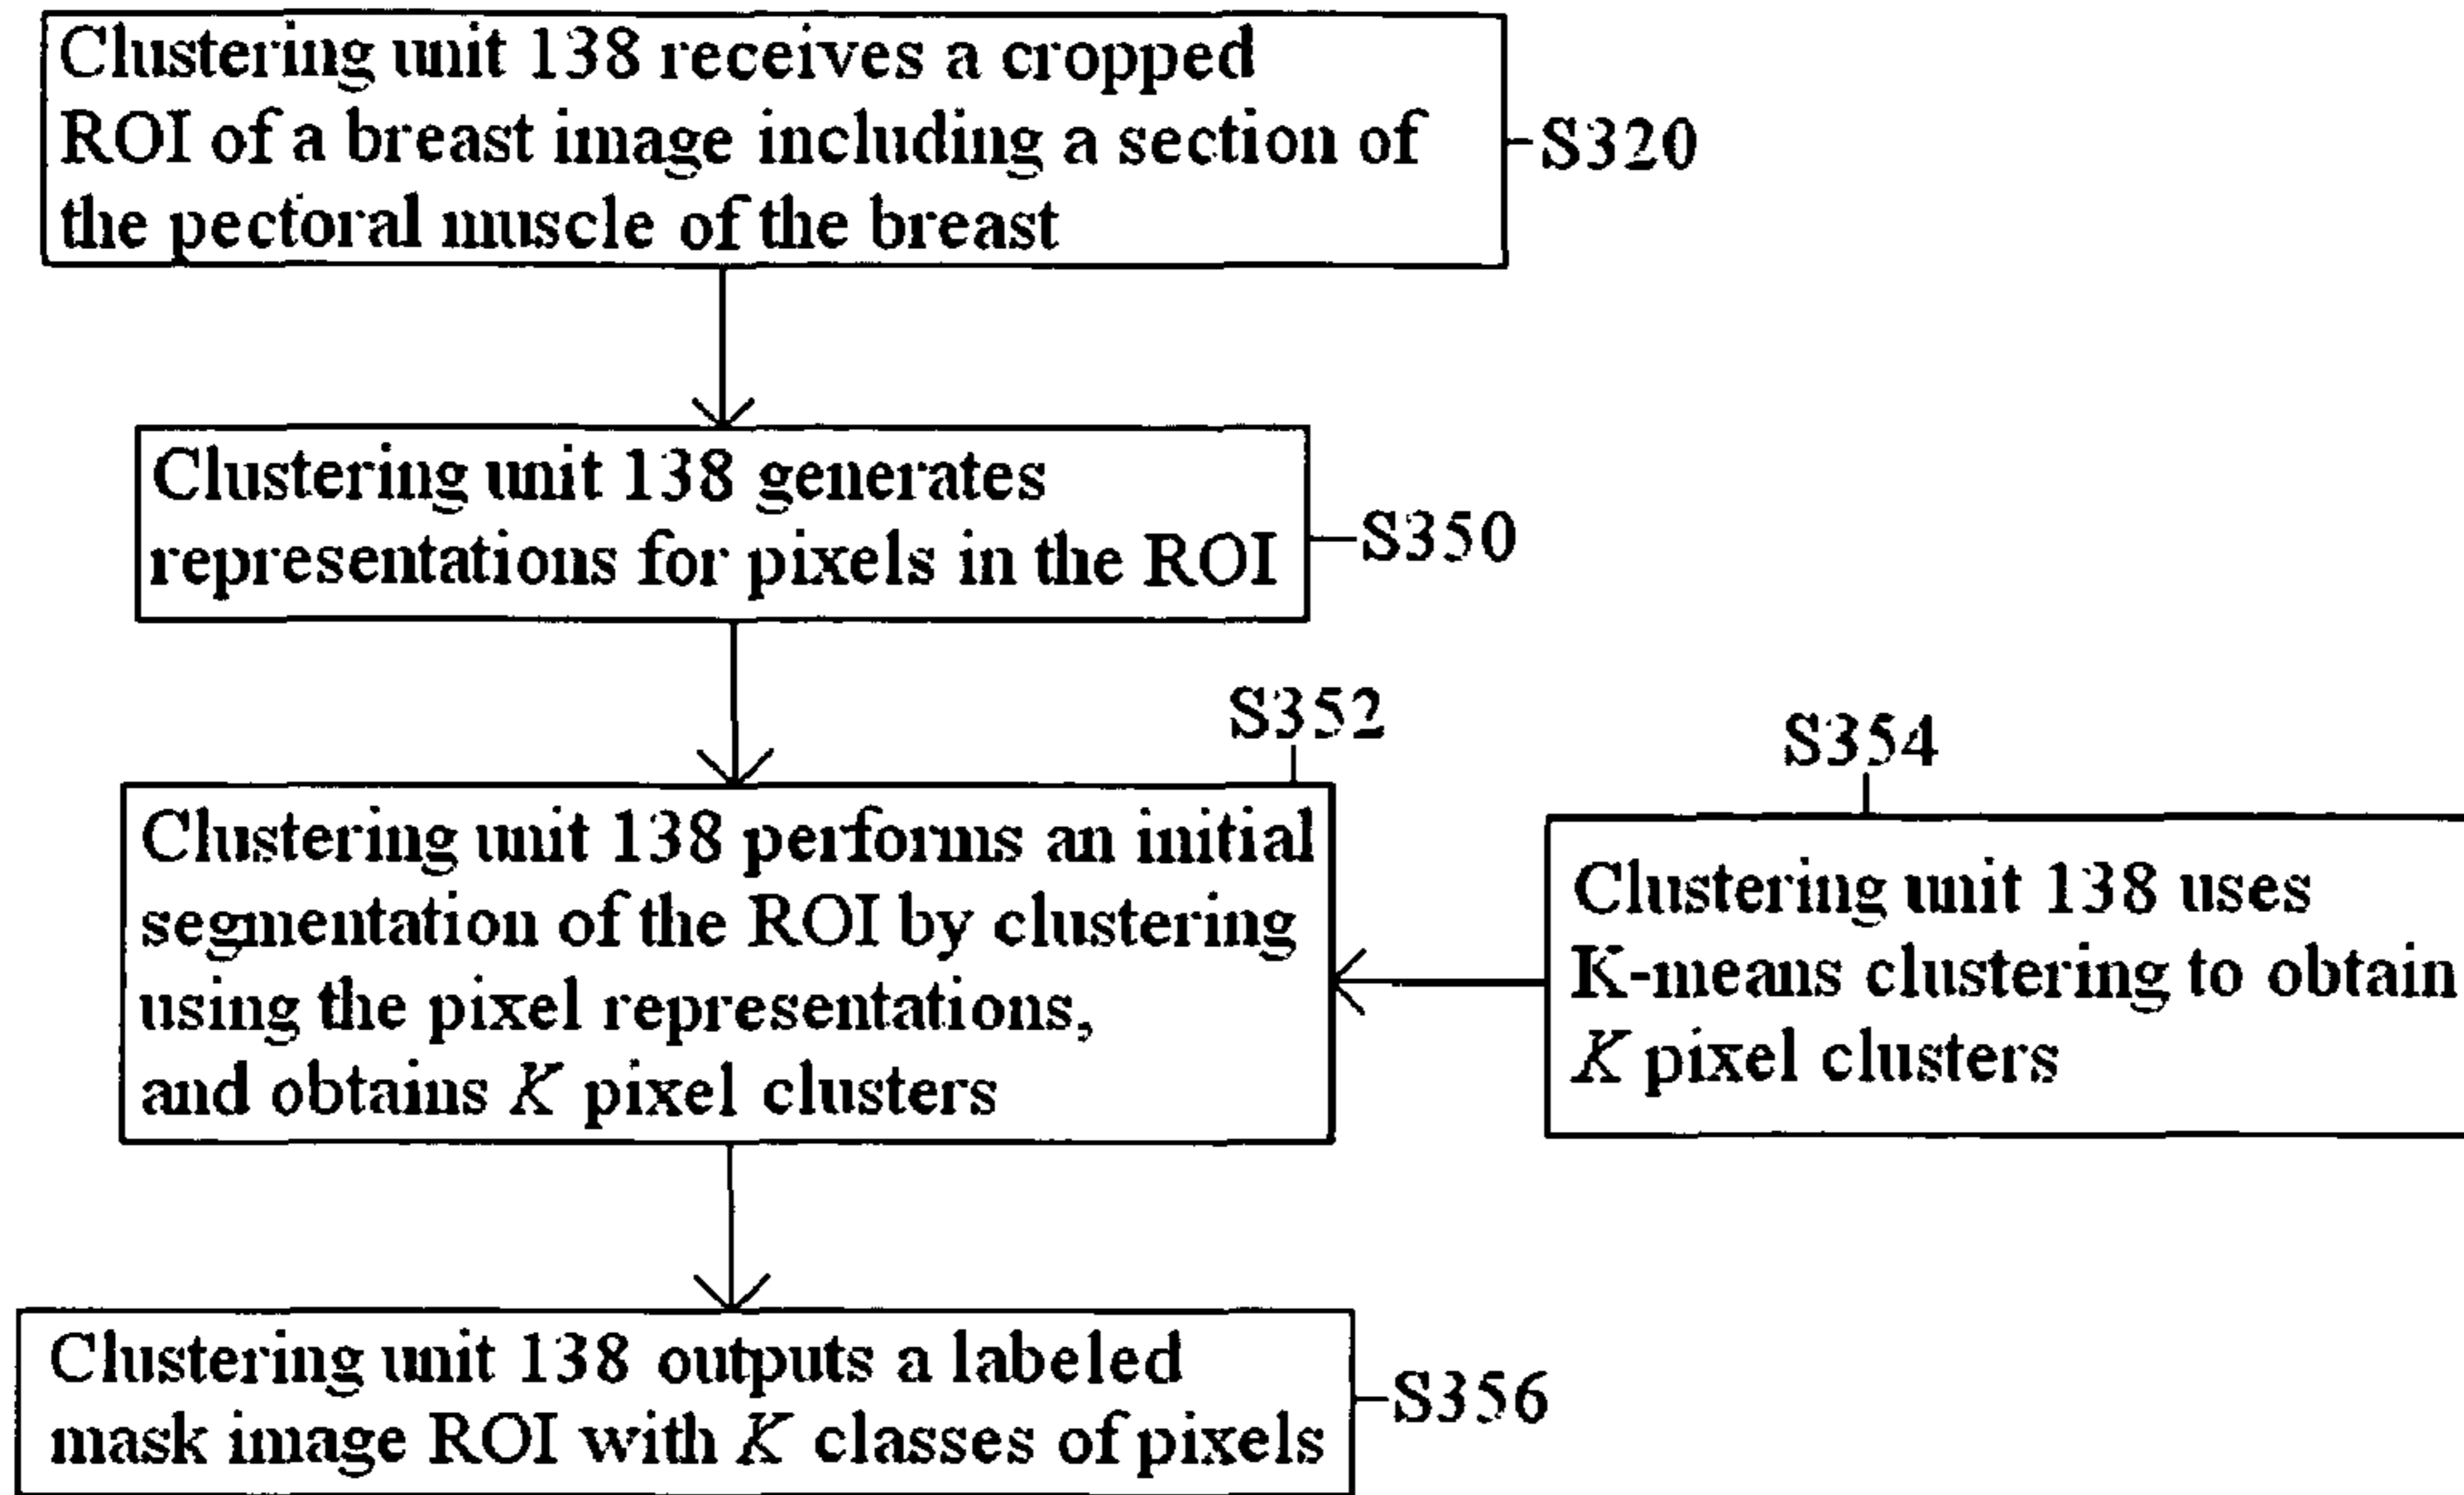 Clustering unit 138 receives a cropped
ROI of a breast image including a section of
the pectoral muscle of the breast
S320
Clustering unit 138 generates
representations for pixels in the ROI
S350
S352
Clustering unit 138 performs an initial
segmentation of the ROI by clustering
using the pixel representations,
and obtains K pixel clusters
S354
Clustering unit 138 uses
K-means clustering to obtain
K pixel clusters
Clustering unit 138 outputs a labeled
mask image ROI with K classes of pixels
S356